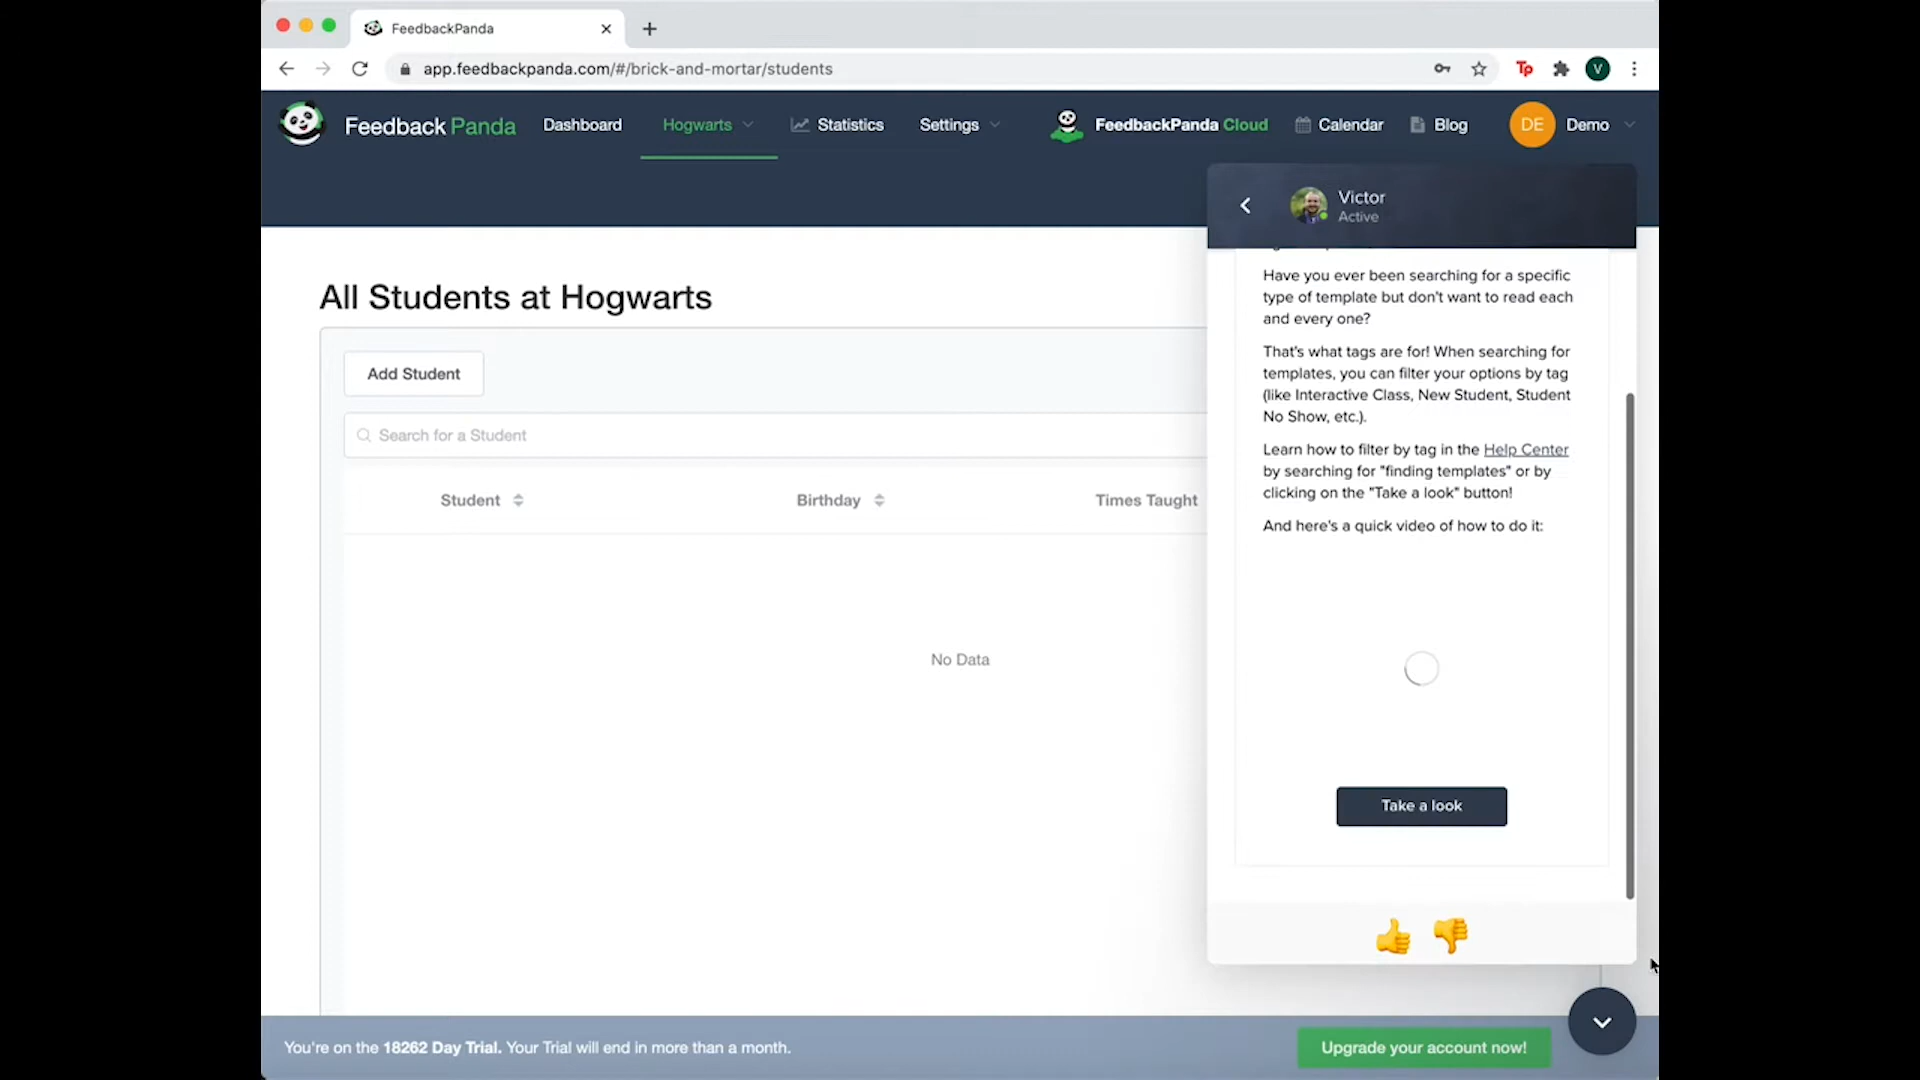 FeedbackPanda
app.feedbackpanda.com/#/brick-and-mortar/students
Tp
V
Feedback Panda
Dashboard
Hogwarts
Statistics
Settings
FeedbackPanda Cloud
Calendar
Blog
DE
Demo
Victor
Active
All Students at Hogwarts
Add Student
Search for a Student
Student
Birthday
Times Taught
No Data
Have you ever been searching for a specific
type of template but don't want to read each
and every one?
That's what tags are for! When searching for
templates, you can filter your options by tag
(like Interactive Class, New Student, Student
No Show, etc.).
Learn how to filter by tag in the Help Center
by searching for "finding templates" or by
clicking on the "Take a look" button!
And here's a quick video of how to do it:
Take a look
You're on the 18262 Day Trial. Your Trial will end in more than a month.
Upgrade your account now!